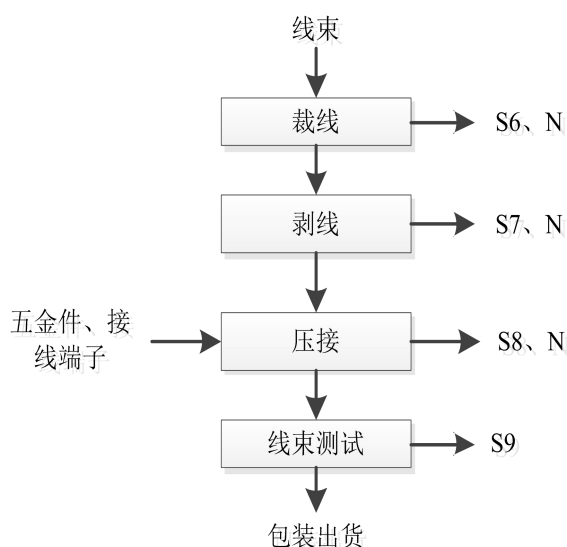 线束
裁线
S6、N
剥线
S7、N
五金件、接
线端子
压接
S8、N
线束测试
S9
包装出货